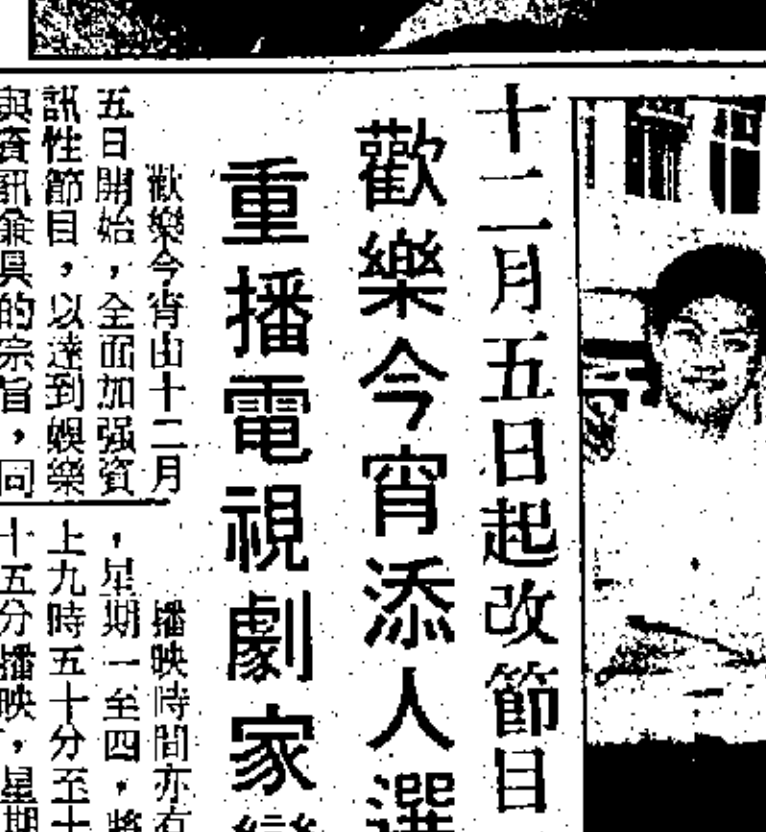 十二月五日起改節目
歡樂今宵添人選
重播電視劇家
歡樂今宵由十二月
五日開始，全面加强資
訊性節目，以達到娛樂
與資訊兼具的宗旨，同
播映時間亦有
，星期一至四，將
上九時五十分至十
十五分播映，星期